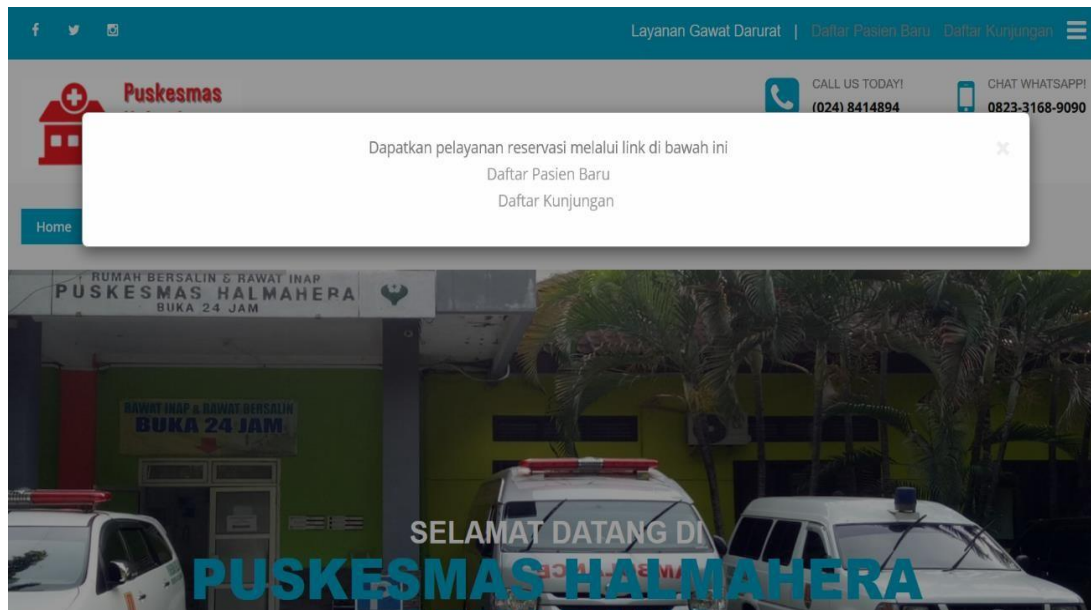 Layanan Gawat Darurat | Daftar Pasien Baru Daftar Kunjungan
Puskesmas
CALL US TODAY!
(024) 8414894
CHAT WHATSAPP!
0823-3168-9090
Dapatkan pelayanan reservasi melalui link di bawah ini
Daftar Pasien Baru
Daftar Kunjungan
Home
RUMAH BERSALIN & RAWAT INAP
PUSKESMAS HALMAHERA
BUKA 24 JAM
RAWAT INAP & RAWAT BERSALIN
BUKA 24 JAM
SELAMAT DATANG DI
PUSKESMAS HALMAHERA